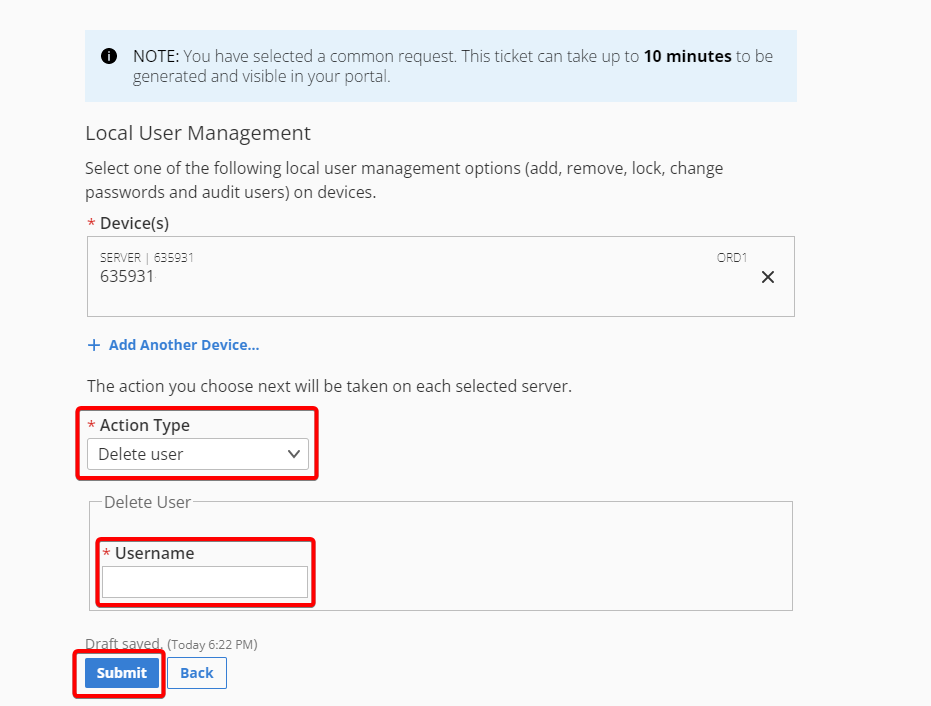 NOTE: You have selected a common request. This ticket can take up to 10 minutes to be
generated and visible in your portal.
Local User Management
Select one of the following local user management options (add, remove, lock, change
passwords and audit users) on devices.
* Device(s)
SERVER | 635931
ORD1
635931
+ Add Another Device...
The action you choose next will be taken on each selected server.
* Action Type
Delete user
Delete User
* Username
Draft saved. (Today 6:22 PM)
Submit
Back